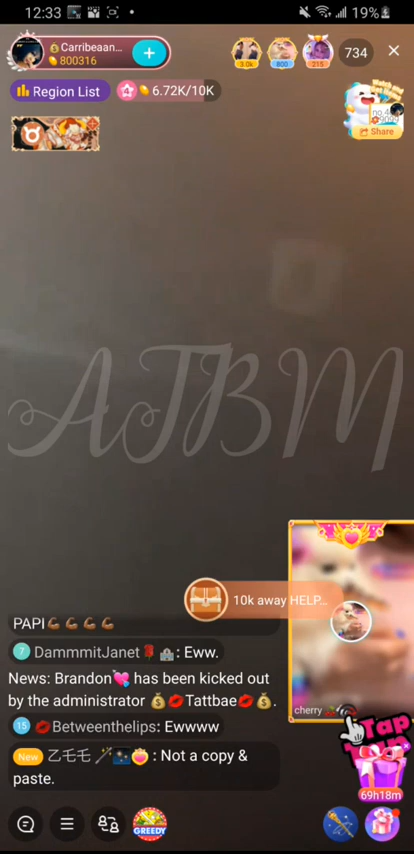 12:33
19%
Carribeaan...
800316
3.0k
800
215
734
Region List
6.72K/10K
Share
AJBM
10k away HELP...
PAPI💪🏾💪🏾💪🏾💪🏾
7 DammmitJanet🌹🏰: Eww.
News: Brandon💘 has been kicked out
by the administrator 💰💋Tattbae💋💰.
15 💋Betweenthelips: Ewwww
New 乙乇乇 : Not a copy &
paste.
cherry
Tap
69h18m
GREEDY